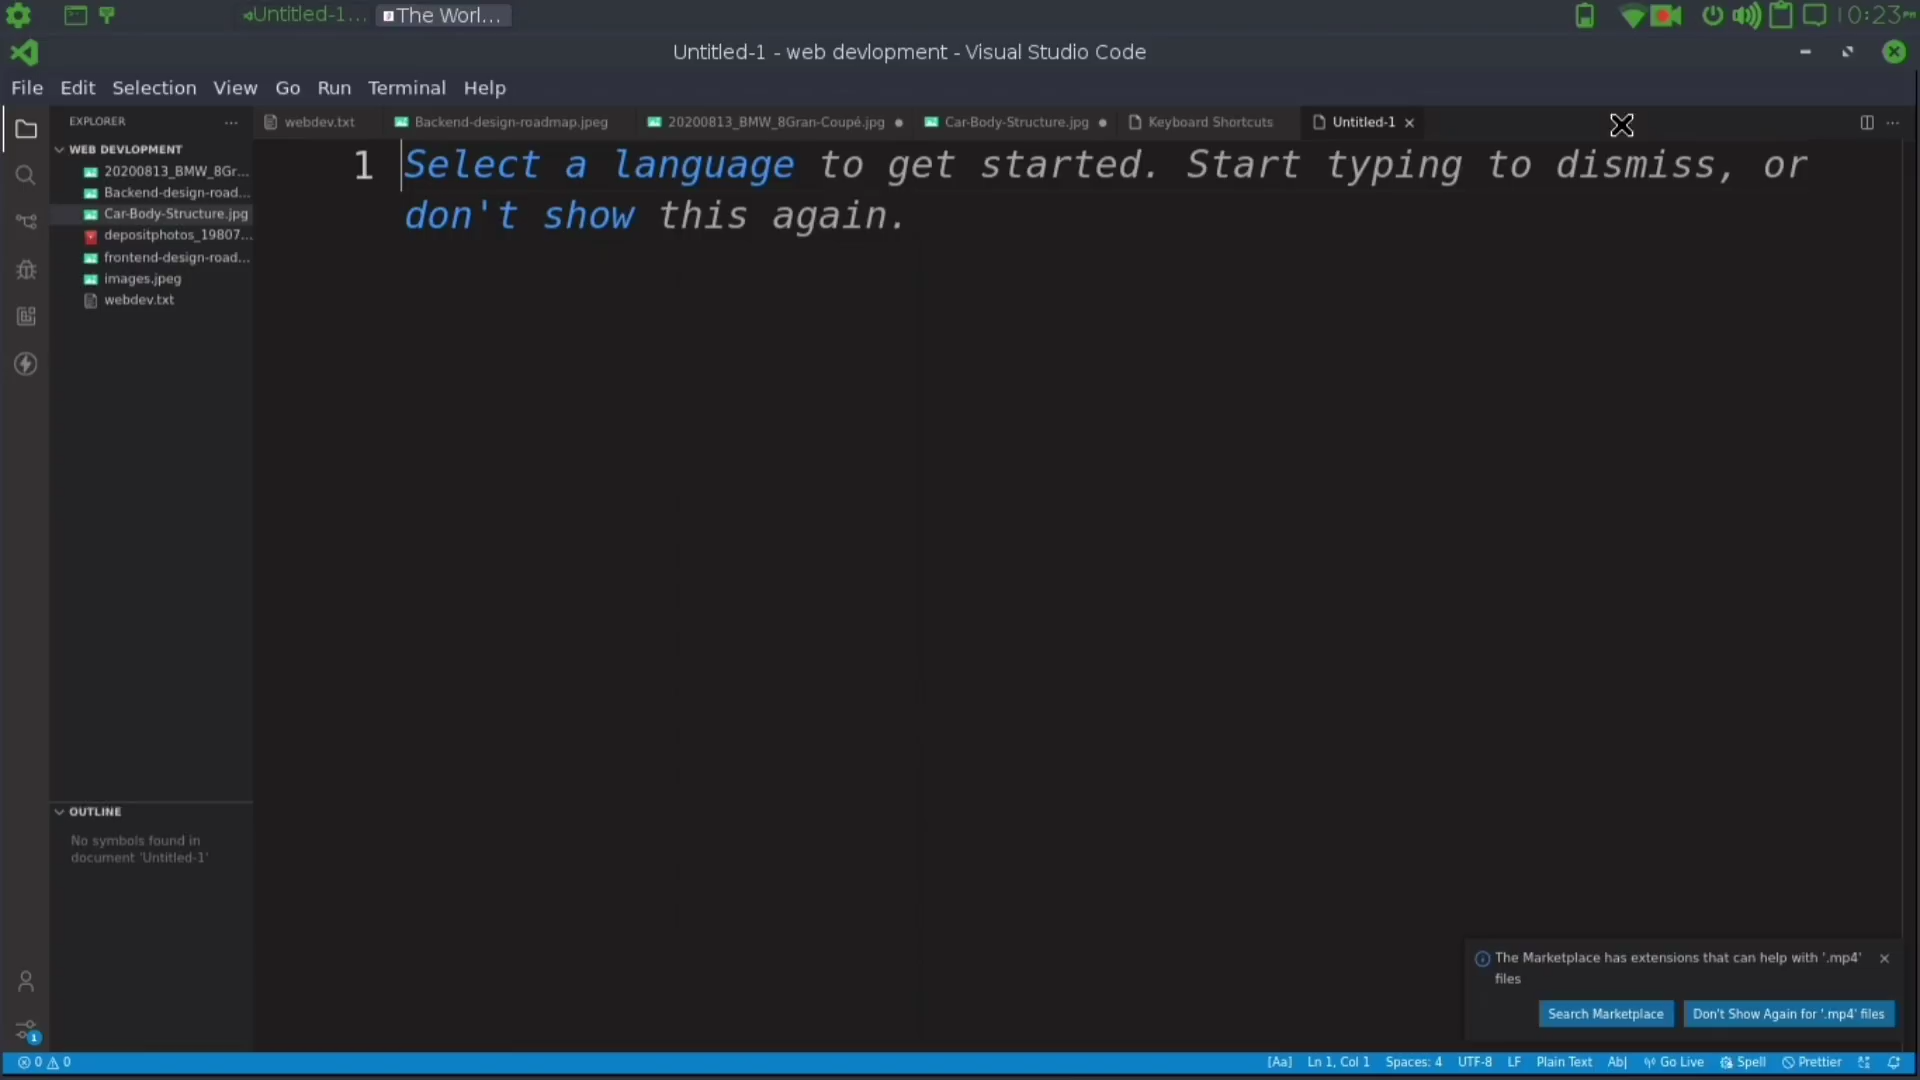 Untitled-1...
The Worl...
10:23PM
Untitled-1 - web devlopment - Visual Studio Code
File Edit Selection View Go Run Terminal Help
EXPLORER
webdev.txt Backend-design-roadmap.jpeg 20200813_BMW_8Gran-Coupé.jpg Car-Body-Structure.jpg Keyboard Shortcuts Untitled-1
WEB DEVLOPMENT
20200813_BMW_8Gr...
Backend-design-road...
Car-Body-Structure.jpg
depositphotos_19807...
frontend-design-road...
images.jpeg
webdev.txt
1 Select a language to get started. Start typing to dismiss, or
don't show this again.
OUTLINE
No symbols found in
document 'Untitled-1'
The Marketplace has extensions that can help with '.mp4'
files
Search Marketplace Don't Show Again for '.mp4' files
1
0 0 [Aa] Ln 1, Col 1 Spaces: 4 UTF-8 LF Plain Text Ab| Go Live Spell Prettier